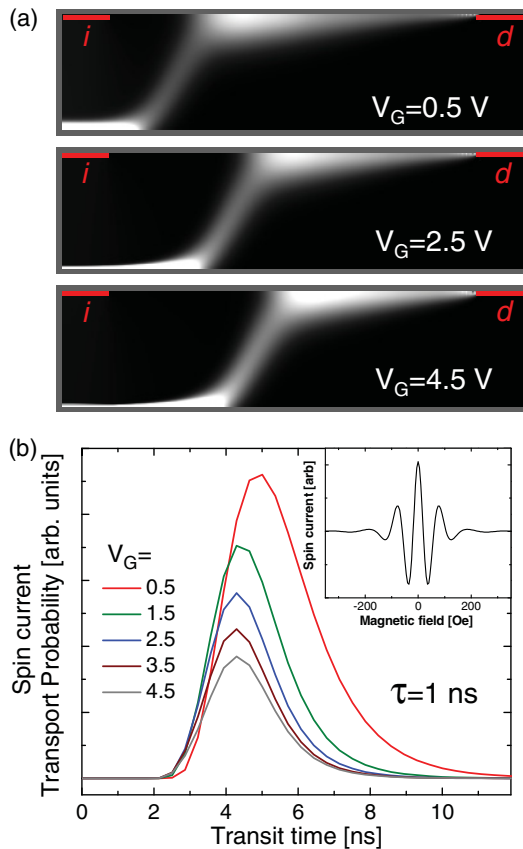 (a)
i
d
V_G=0.5 V
i
d
V_G=2.5 V
i
d
V_G=4.5 V
(b)
Spin current
Transport Probability [arb. units]
V_G=
0.5
1.5
2.5
3.5
4.5
τ=1 ns
Spin current [arb]
-200 0 200
Magnetic field [Oe]
0 2 4 6 8 10
Transit time [ns]